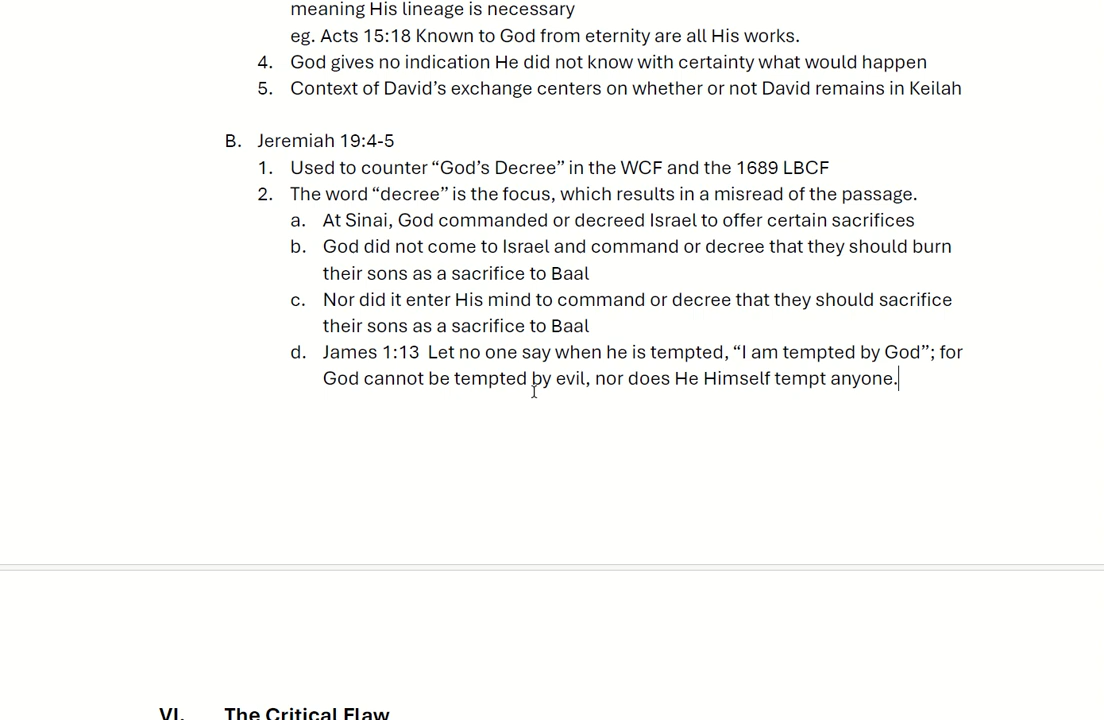 meaning His lineage is necessary
eg. Acts 15:18 Known to God from eternity are all His works.
4. God gives no indication He did not know with certainty what would happen
5. Context of David’s exchange centers on whether or not David remains in Keilah
B. Jeremiah 19:4-5
1. Used to counter “God’s Decree” in the WCF and the 1689 LBCF
2. The word “decree” is the focus, which results in a misread of the passage.
a. At Sinai, God commanded or decreed Israel to offer certain sacrifices
b. God did not come to Israel and command or decree that they should burn
their sons as a sacrifice to Baal
c. Nor did it enter His mind to command or decree that they should sacrifice
their sons as a sacrifice to Baal
d. James 1:13  Let no one say when he is tempted, “I am tempted by God”; for
God cannot be tempted by evil, nor does He Himself tempt anyone.
VI. The Critical Flaw